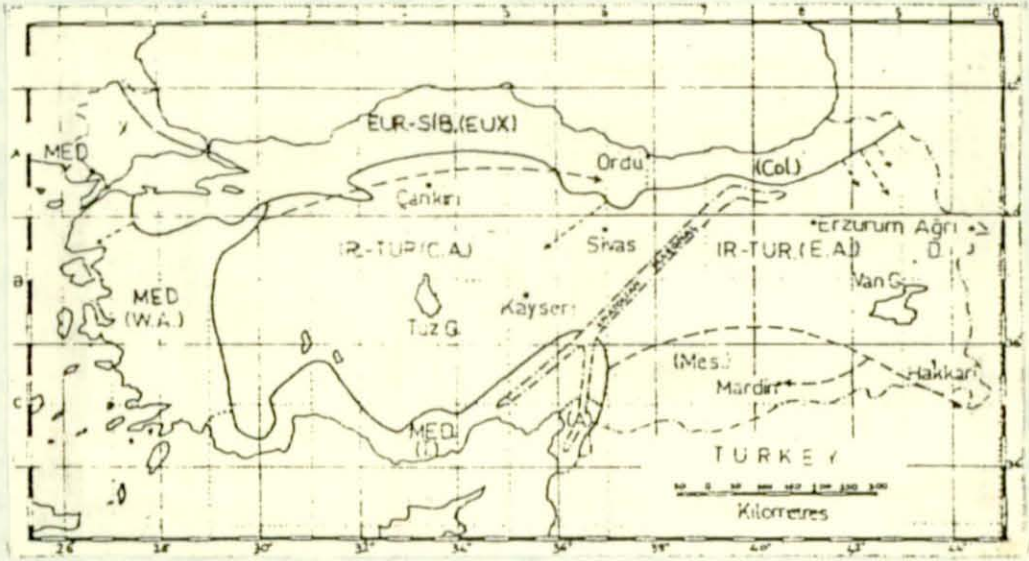 2 3 4 5 6 7 8 9 10
EUR-SIB.(EUX)
MED
A
Ordu
(Col.)
Çankırı
Erzurum Ağrı
D.
Sivas
IR-TUR.(C.A.)
IR-TUR.(E.A.)
B
MED
(W.A.)
Van G.
Kayseri
Tuz G.
(Mes.)
Hakkari
Mardin
C
MED.
(A)
TURKEY
Kilometres
26° 28° 30° 32° 34° 36° 38° 40° 42° 44°